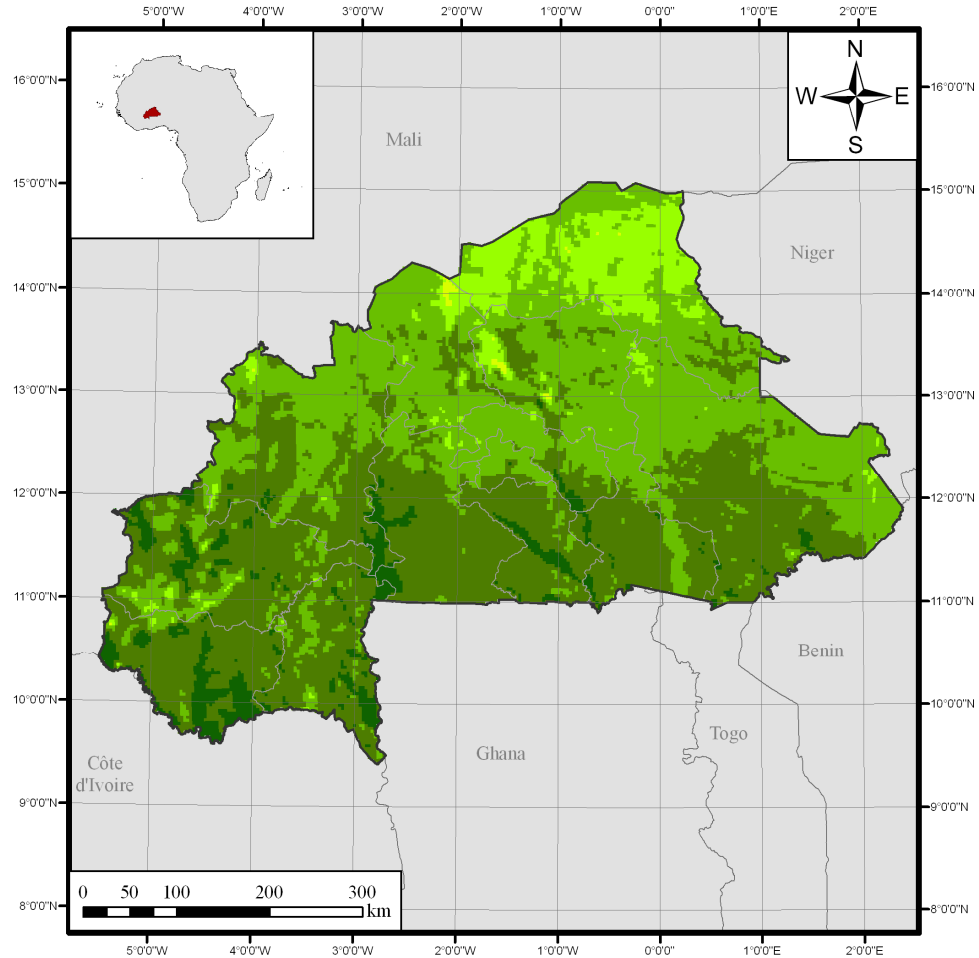 5°0'0"W 4°0'0"W 3°0'0"W 2°0'0"W 1°0'0"W 0°0'0"E 1°0'0"E 2°0'0"E
N
W E
S
16°0'0"N 16°0'0"N
Mali
15°0'0"N 15°0'0"N
Niger
14°0'0"N 14°0'0"N
13°0'0"N 13°0'0"N
12°0'0"N 12°0'0"N
11°0'0"N 11°0'0"N
Benin
10°0'0"N 10°0'0"N
Togo
Ghana
Côte
d'Ivoire
9°0'0"N 9°0'0"N
0 50 100 200 300
km
8°0'0"N 8°0'0"N
5°0'0"W 4°0'0"W 3°0'0"W 2°0'0"W 1°0'0"W 0°0'0"E 1°0'0"E 2°0'0"E